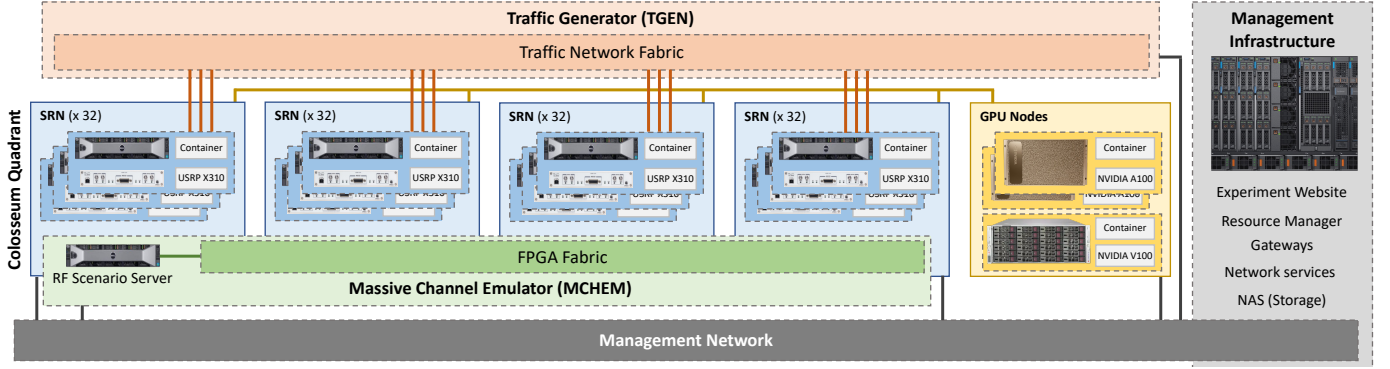 Traffic Generator (TGEN)
Traffic Network Fabric
Management
Infrastructure
Experiment Website
Resource Manager
Gateways
Network services
NAS (Storage)
Colosseum Quadrant
SRN (x 32)
Container
USRP X310
SRN (x 32)
Container
USRP X310
SRN (x 32)
Container
USRP X310
SRN (x 32)
Container
USRP X310
GPU Nodes
Container
NVIDIA A100
Container
NVIDIA V100
RF Scenario Server
FPGA Fabric
Massive Channel Emulator (MCHEM)
Management Network